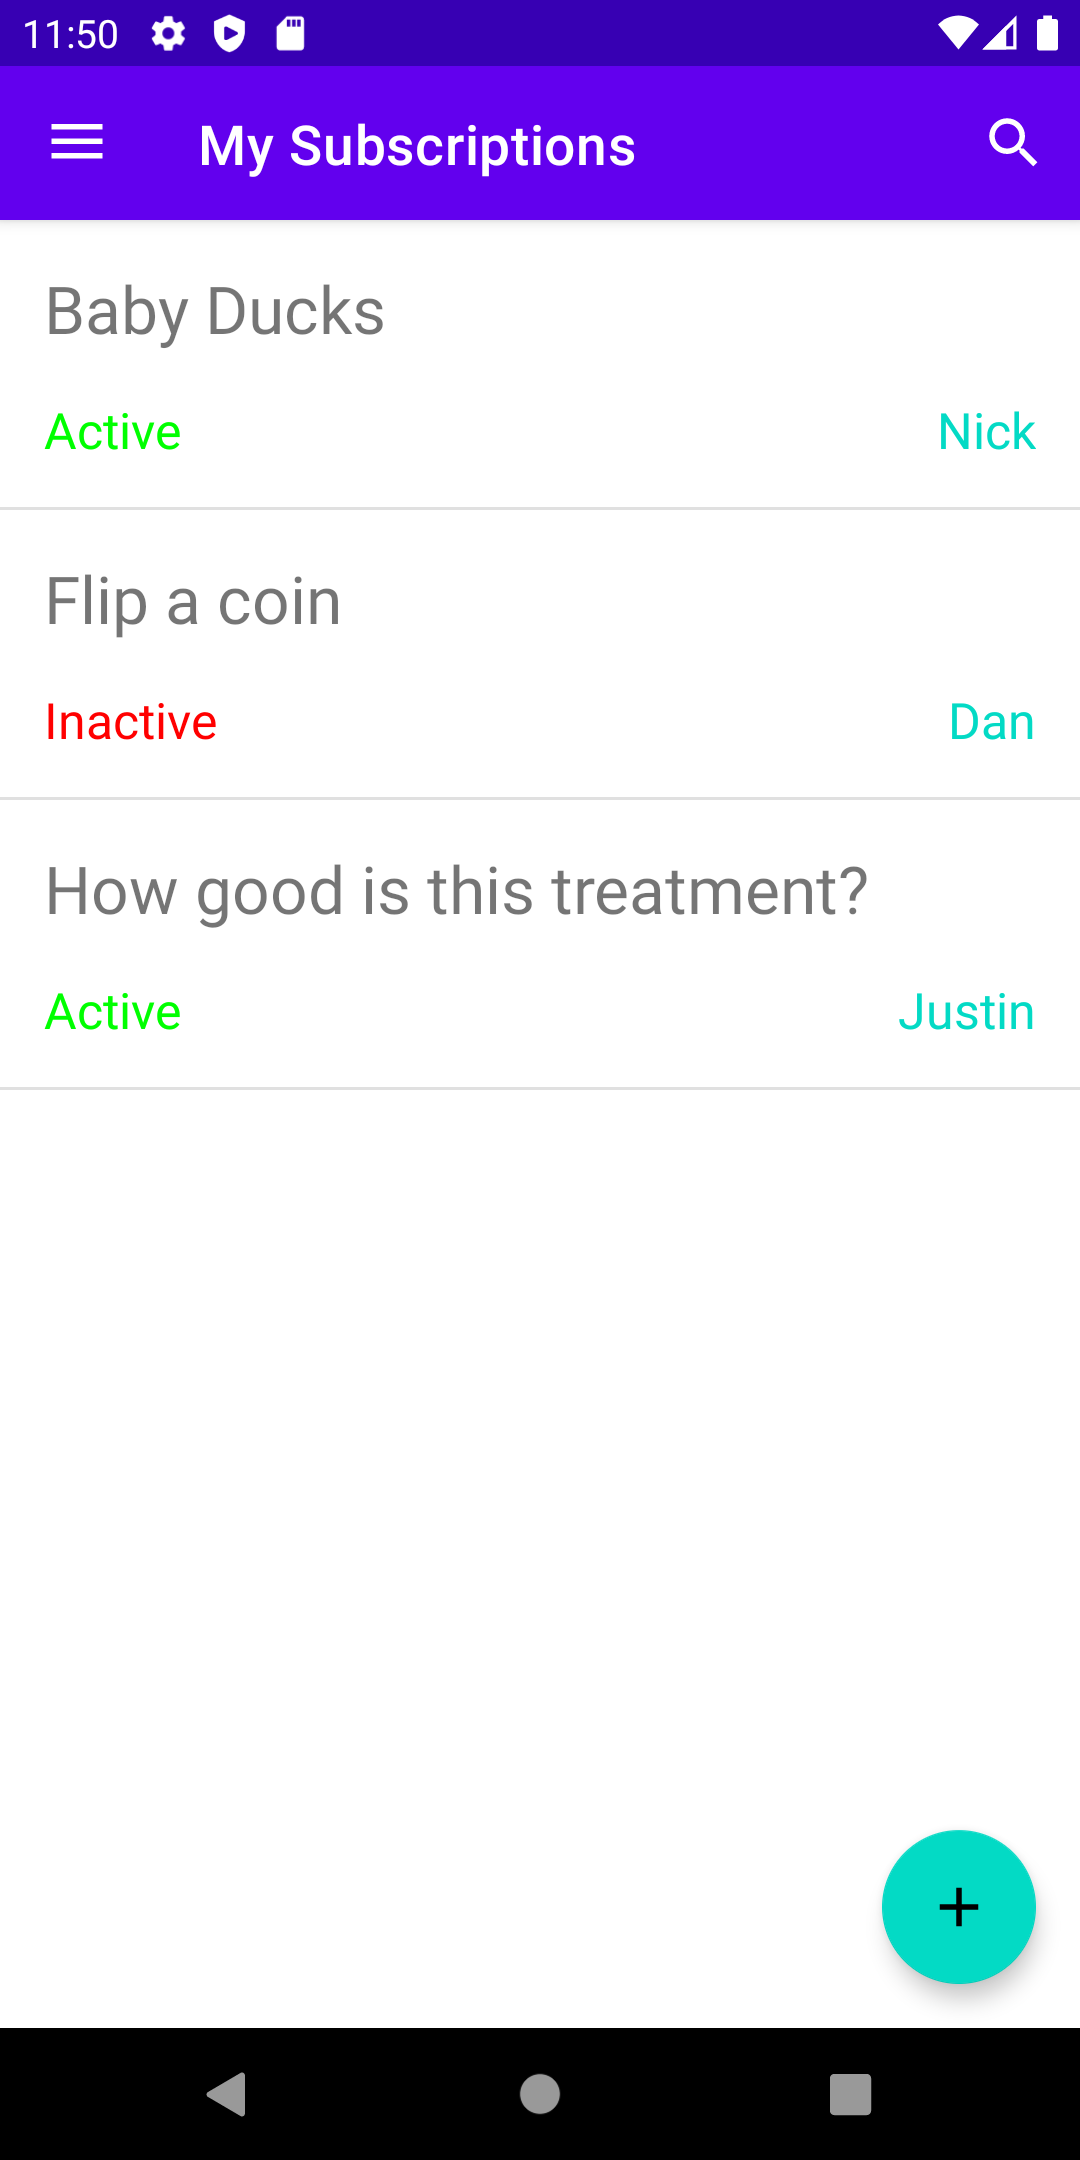 11:50
My Subscriptions
Baby Ducks
Active Nick
Flip a coin
Inactive Dan
How good is this treatment?
Active Justin